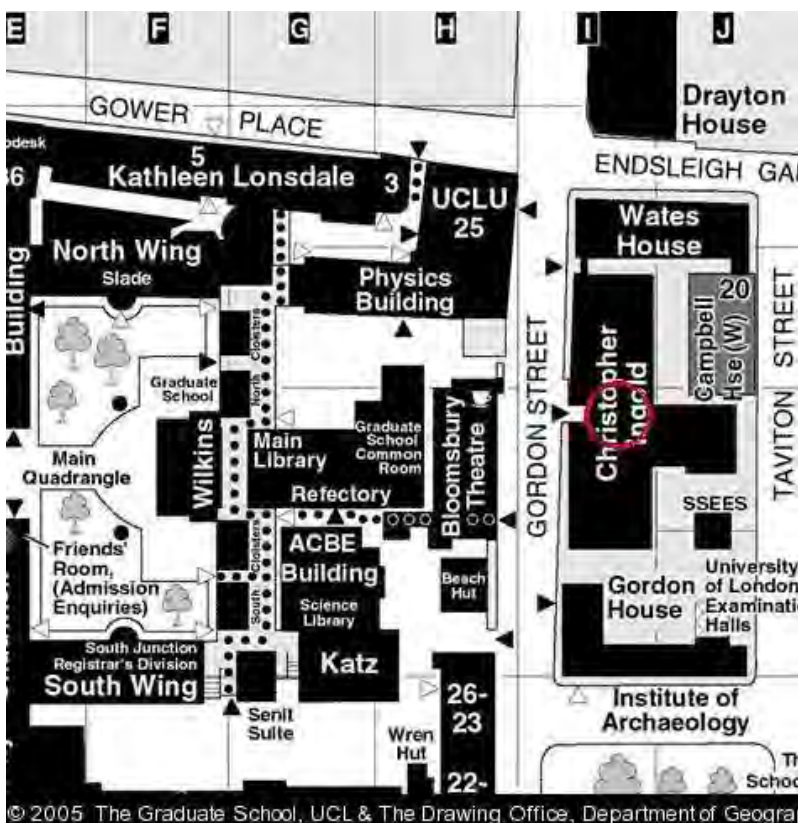 E F G H I J
GOWER PLACE
Drayton
House
ENDSLEIGH
5
Kathleen Lonsdale
3
UCLU
25
Wates
House
North Wing
Slade
Physics
Building
Building
20
Campbell
Hse (W)
TAVITON STREET
GORDON STREET
Christopher
Cloisters
North
Graduate
School
Wilkins
Main
Library
Graduate
School
Common
Room
Bloomsbury
Theatre
Main
Quadrangle
Refectory
SSEES
Friends'
Room,
(Admission
Enquiries)
Cloisters
South
ACBE
Building
Science
Library
Beach
Hut
Gordon
House
University
of London
Halls
South Junction
Registrar's Division
South Wing
Katz
26-
23
22-
Institute of
Archaeology
Senit
Suite
Wren
Hut
© 2005 The Graduate School, UCL & The Drawing Office, Department of